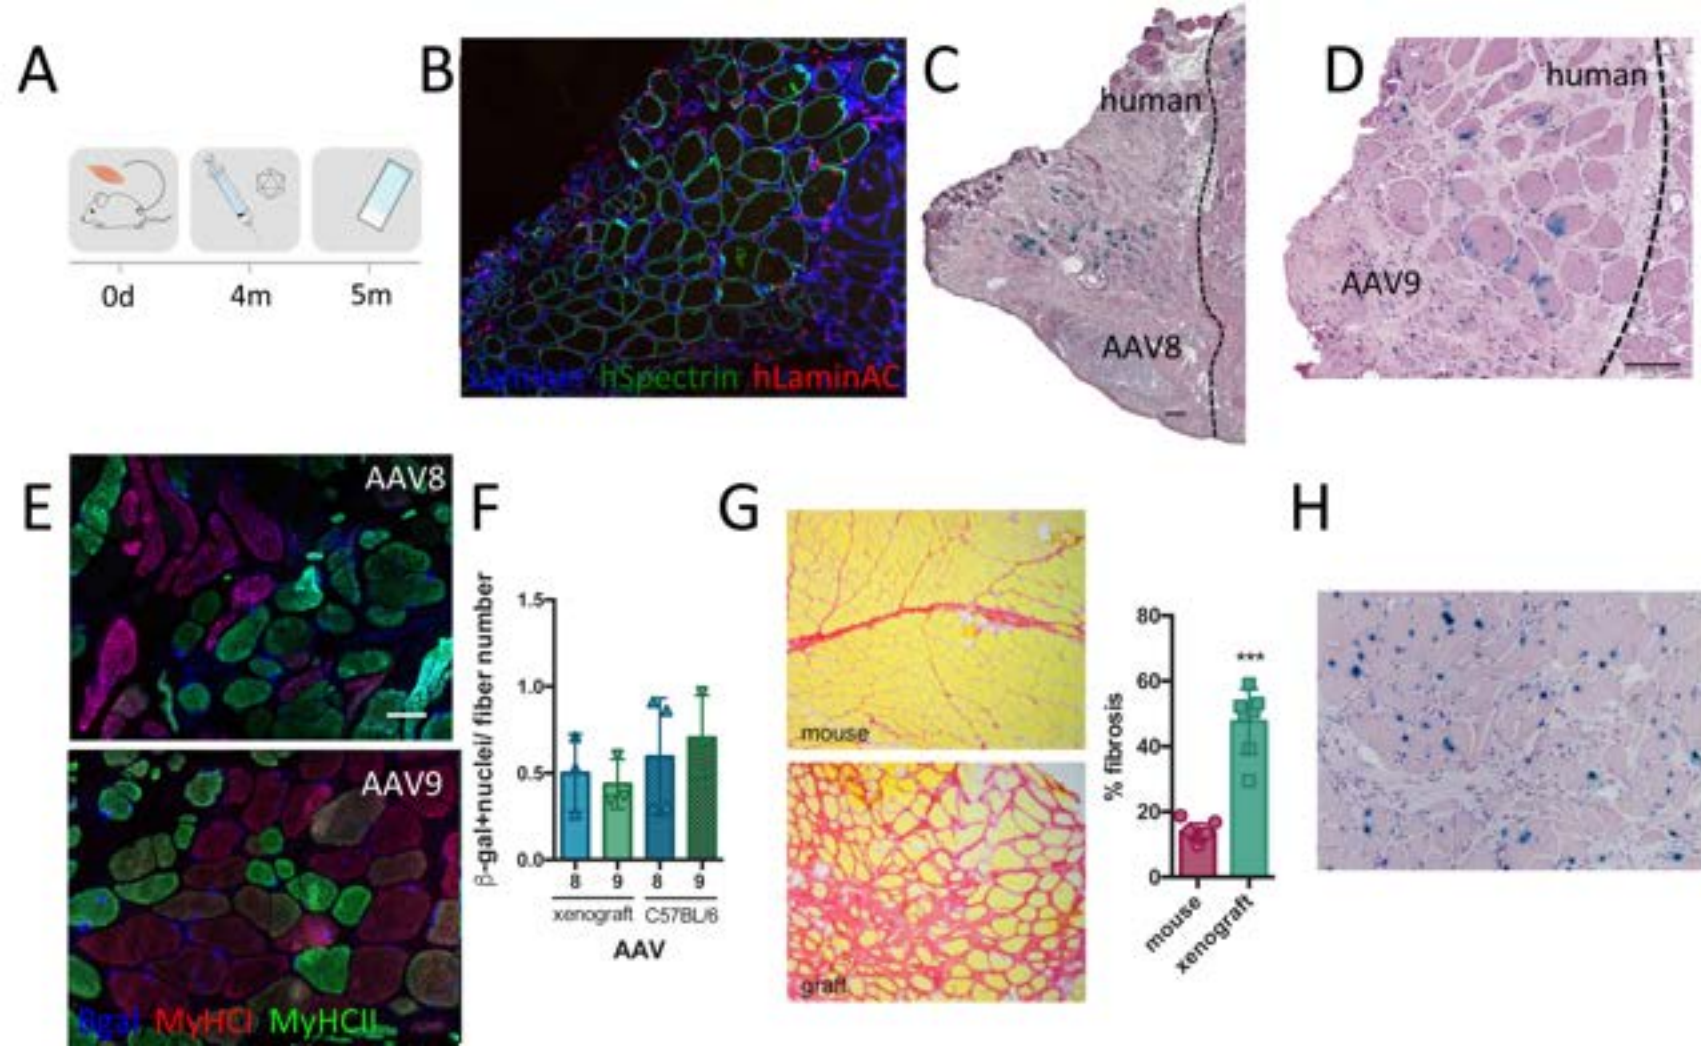 A
0d 4m 5m
B
hSpectrin hLaminAC
C
human
AAV8
D
human
AAV9
E
AAV8
AAV9
Bgal MyHCI MyHCII
F
β-gal+nuclei/ fiber number
1.5
1.0
0.5
0.0
8 9 8 9
xenograft C57BL/6
AAV
G
mouse
graft
% fibrosis
80
60
40
20
0
***
mouse
xenograft
H